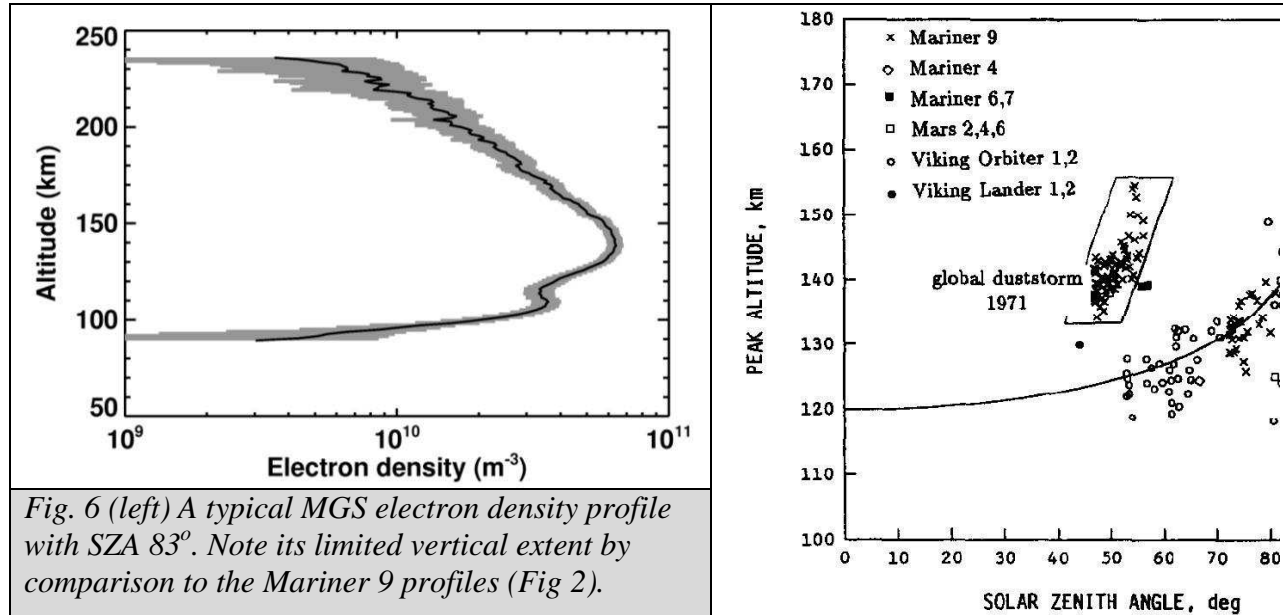 250
200
150
100
50
Altitude (km)
10⁹
10¹⁰
10¹¹
Electron density (m⁻³)
Fig. 6 (left) A typical MGS electron density profile
with SZA 83°. Note its limited vertical extent by
comparison to the Mariner 9 profiles (Fig 2).
180
170
160
150
140
130
120
110
100
PEAK ALTITUDE, km
× Mariner 9
◇ Mariner 4
■ Mariner 6,7
□ Mars 2,4,6
○ Viking Orbiter 1,2
● Viking Lander 1,2
global duststorm
1971
0 10 20 30 40 50 60 70 80
SOLAR ZENITH ANGLE, deg